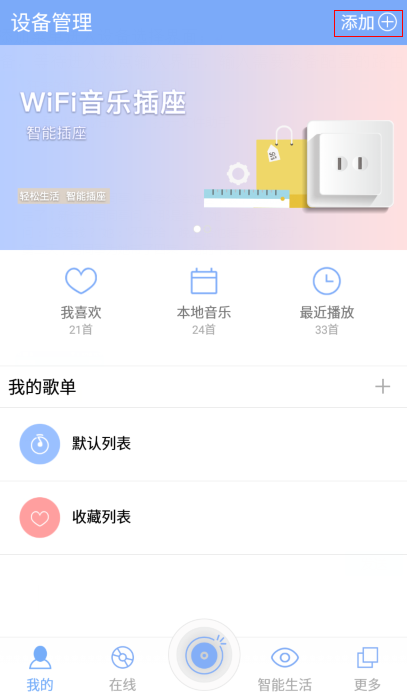 设备管理 添加
WiFi音乐插座
智能插座
轻松生活 智能插座
我喜欢 本地音乐 最近播放
21首 24首 33首
我的歌单
默认列表
收藏列表
我的 在线 智能生活 更多